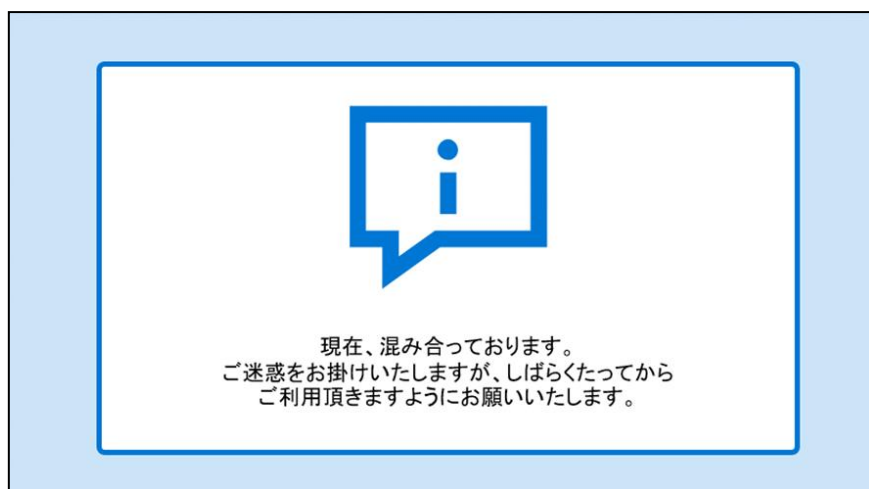 現在、混み合っております。
ご迷惑をお掛けいたしますが、しばらくたってから
ご利用頂きますようにお願いいたします。